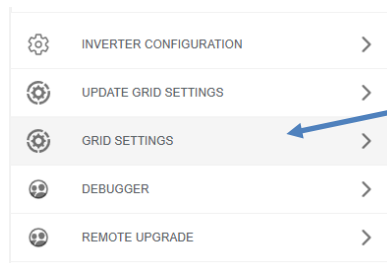 INVERTER CONFIGURATION
UPDATE GRID SETTINGS
GRID SETTINGS
DEBUGGER
REMOTE UPGRADE